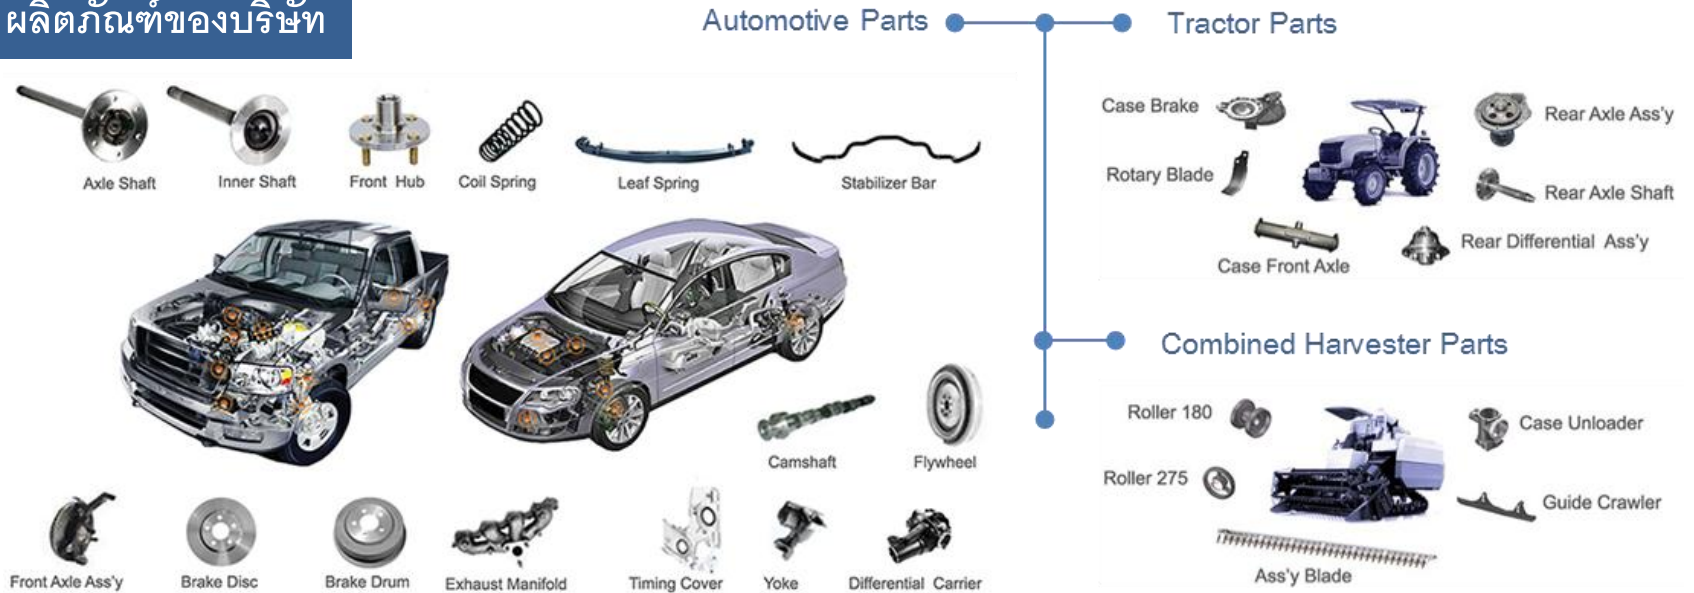 ผลิตภัณฑ์ของบริษัท
Automotive Parts
Tractor Parts
Axle Shaft
Inner Shaft
Front Hub
Coil Spring
Leaf Spring
Stabilizer Bar
Camshaft
Flywheel
Front Axle Ass'y
Brake Disc
Brake Drum
Exhaust Manifold
Timing Cover
Yoke
Differential Carrier
Case Brake
Rear Axle Ass'y
Rotary Blade
Rear Axle Shaft
Case Front Axle
Rear Differential Ass'y
Combined Harvester Parts
Roller 180
Case Unloader
Roller 275
Guide Crawler
Ass'y Blade